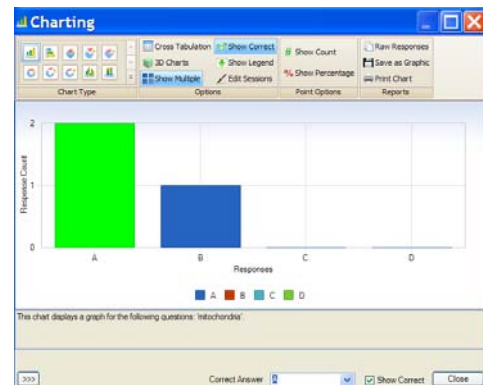 Charting
Cross Tabulation Show Correct
3D Charts Show Legend
Show Multiple Edit Sessions
# Show Count
% Show Percentage
Raw Responses
Save as Graphic
Print Chart
Chart Type Options Point Options Reports
2
1
0
Response Count
A B C D
Responses
A B C D
This chart displays a graph for the following questions: 'mitochondria'.
>>> Correct Answer Show Correct Close